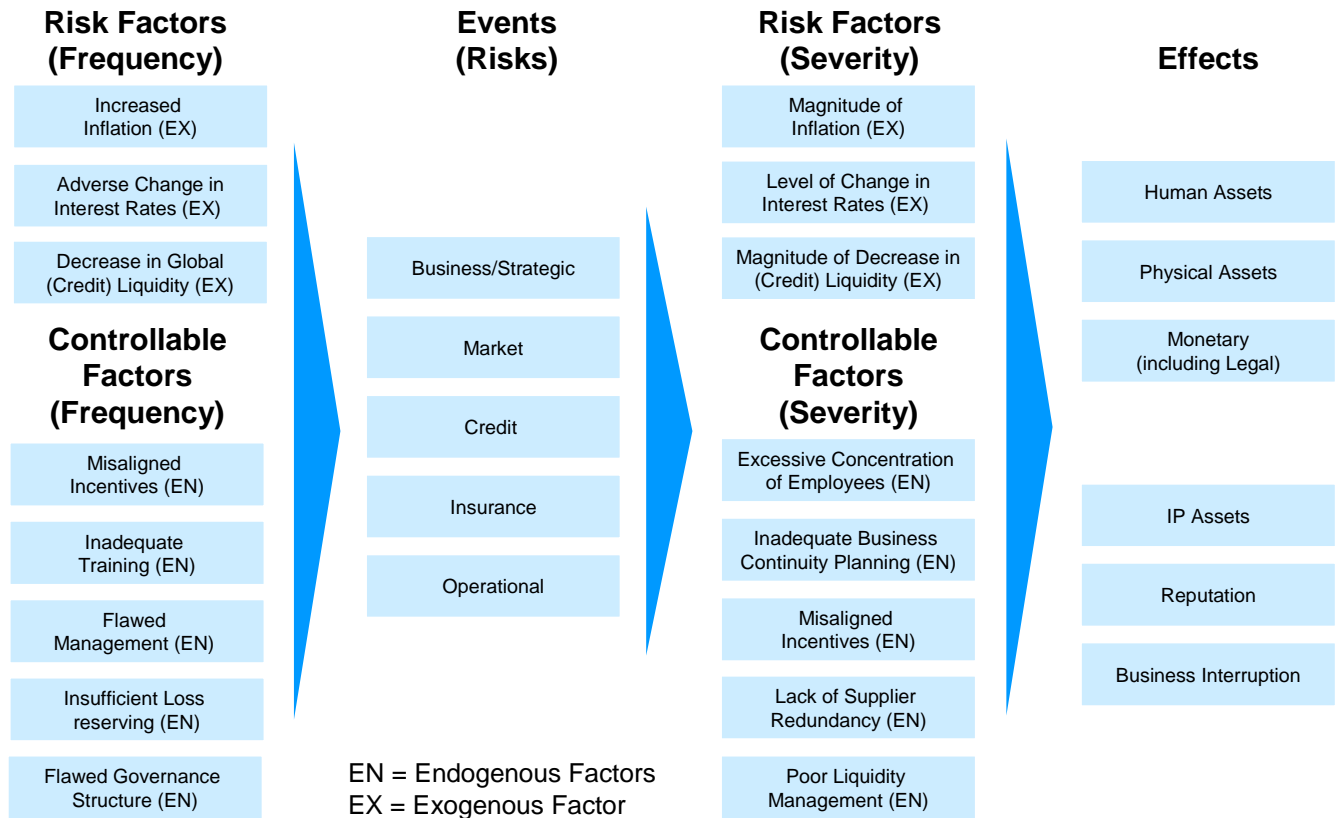 Risk Factors
(Frequency)
Increased
Inflation (EX)
Adverse Change in
Interest Rates (EX)
Decrease in Global
(Credit) Liquidity (EX)
Controllable
Factors
(Frequency)
Misaligned
Incentives (EN)
Inadequate
Training (EN)
Flawed
Management (EN)
Insufficient Loss
reserving (EN)
Flawed Governance
Structure (EN)
Events
(Risks)
Business/Strategic
Market
Credit
Insurance
Operational
EN = Endogenous Factors
EX = Exogenous Factor
Risk Factors
(Severity)
Magnitude of
Inflation (EX)
Level of Change in
Interest Rates (EX)
Magnitude of Decrease in
(Credit) Liquidity (EX)
Controllable
Factors
(Severity)
Excessive Concentration
of Employees (EN)
Inadequate Business
Continuity Planning (EN)
Misaligned
Incentives (EN)
Lack of Supplier
Redundancy (EN)
Poor Liquidity
Management (EN)
Effects
Human Assets
Physical Assets
Monetary
(including Legal)
IP Assets
Reputation
Business Interruption